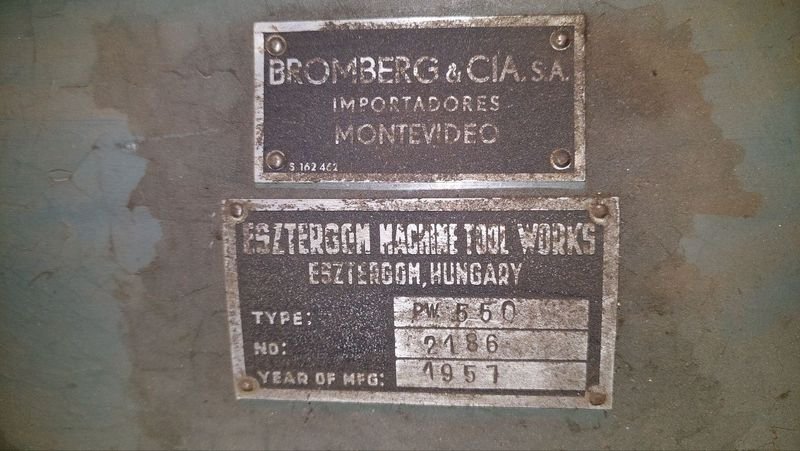 BROMBERG & CIA. S.A.
IMPORTADORES
MONTEVIDEO
S 162 462
ESZTERGOM MACHINE TOOL WORKS
ESZTERGOM, HUNGARY
TYPE: PW 550
NO: 2186
YEAR OF MFG: 1957